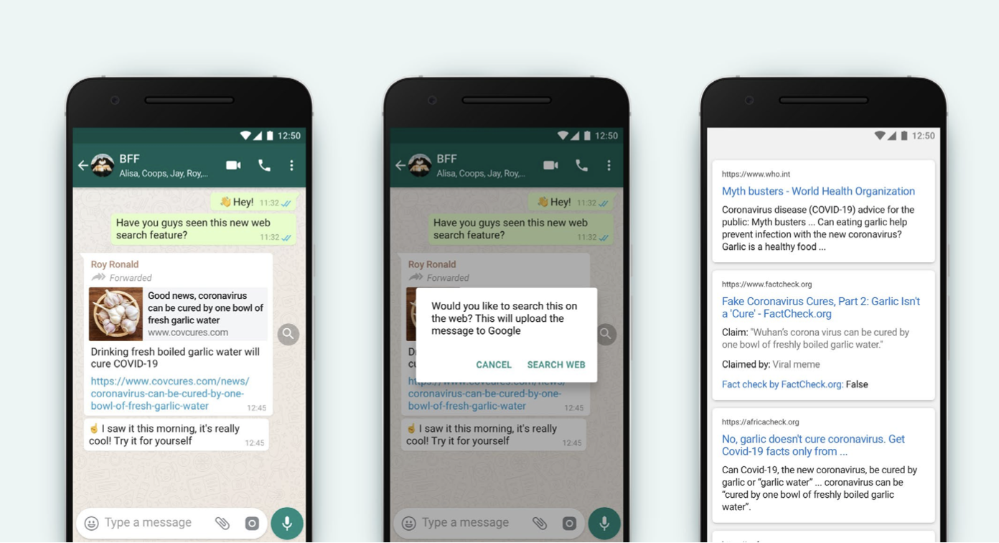 12:50
BFF
Alisa, Coops, Jay, Roy,...
Hey! 11:32
Have you guys seen this new web
search feature?
11:32
Roy Ronald
Forwarded
Good news, coronavirus
can be cured by one bowl of
fresh garlic water
www.covcures.com
Drinking fresh boiled garlic water will
cure COVID-19
https://www.covcures.com/news/
coronavirus-can-be-cured-by-one-
bowl-of-fresh-garlic-water
12:45
I saw it this morning, it's really
cool! Try it for yourself
12:45
Type a message
12:50
BFF
Alisa, Coops, Jay, Roy,...
Hey! 11:32
Have you guys seen this new web
search feature?
11:32
Roy Ronald
Forwarded
Would you like to search this on
the web? This will upload the
message to Google
CANCEL SEARCH WEB
https://www.covcures.com/news/
coronavirus-can-be-cured-by-one-
bowl-of-fresh-garlic-water
12:45
I saw it this morning, it's really
cool! Try it for yourself
12:45
Type a message
12:50
https://www.who.int
Myth busters - World Health Organization
Coronavirus disease (COVID-19) advice for the
public: Myth busters ... Can eating garlic help
prevent infection with the new coronavirus?
Garlic is a healthy food ...
https://www.factcheck.org
Fake Coronavirus Cures, Part 2: Garlic Isn't
a 'Cure' - FactCheck.org
Claim: "Wuhan's corona virus can be cured by
one bowl of freshly boiled garlic water."
Claimed by: Viral meme
Fact check by FactCheck.org: False
https://africacheck.org
No, garlic doesn't cure coronavirus. Get
Covid-19 facts only from ...
Can Covid-19, the new coronavirus, be cured by
garlic or “garlic water” ... coronavirus can be
“cured by one bowl of freshly boiled garlic
water”.